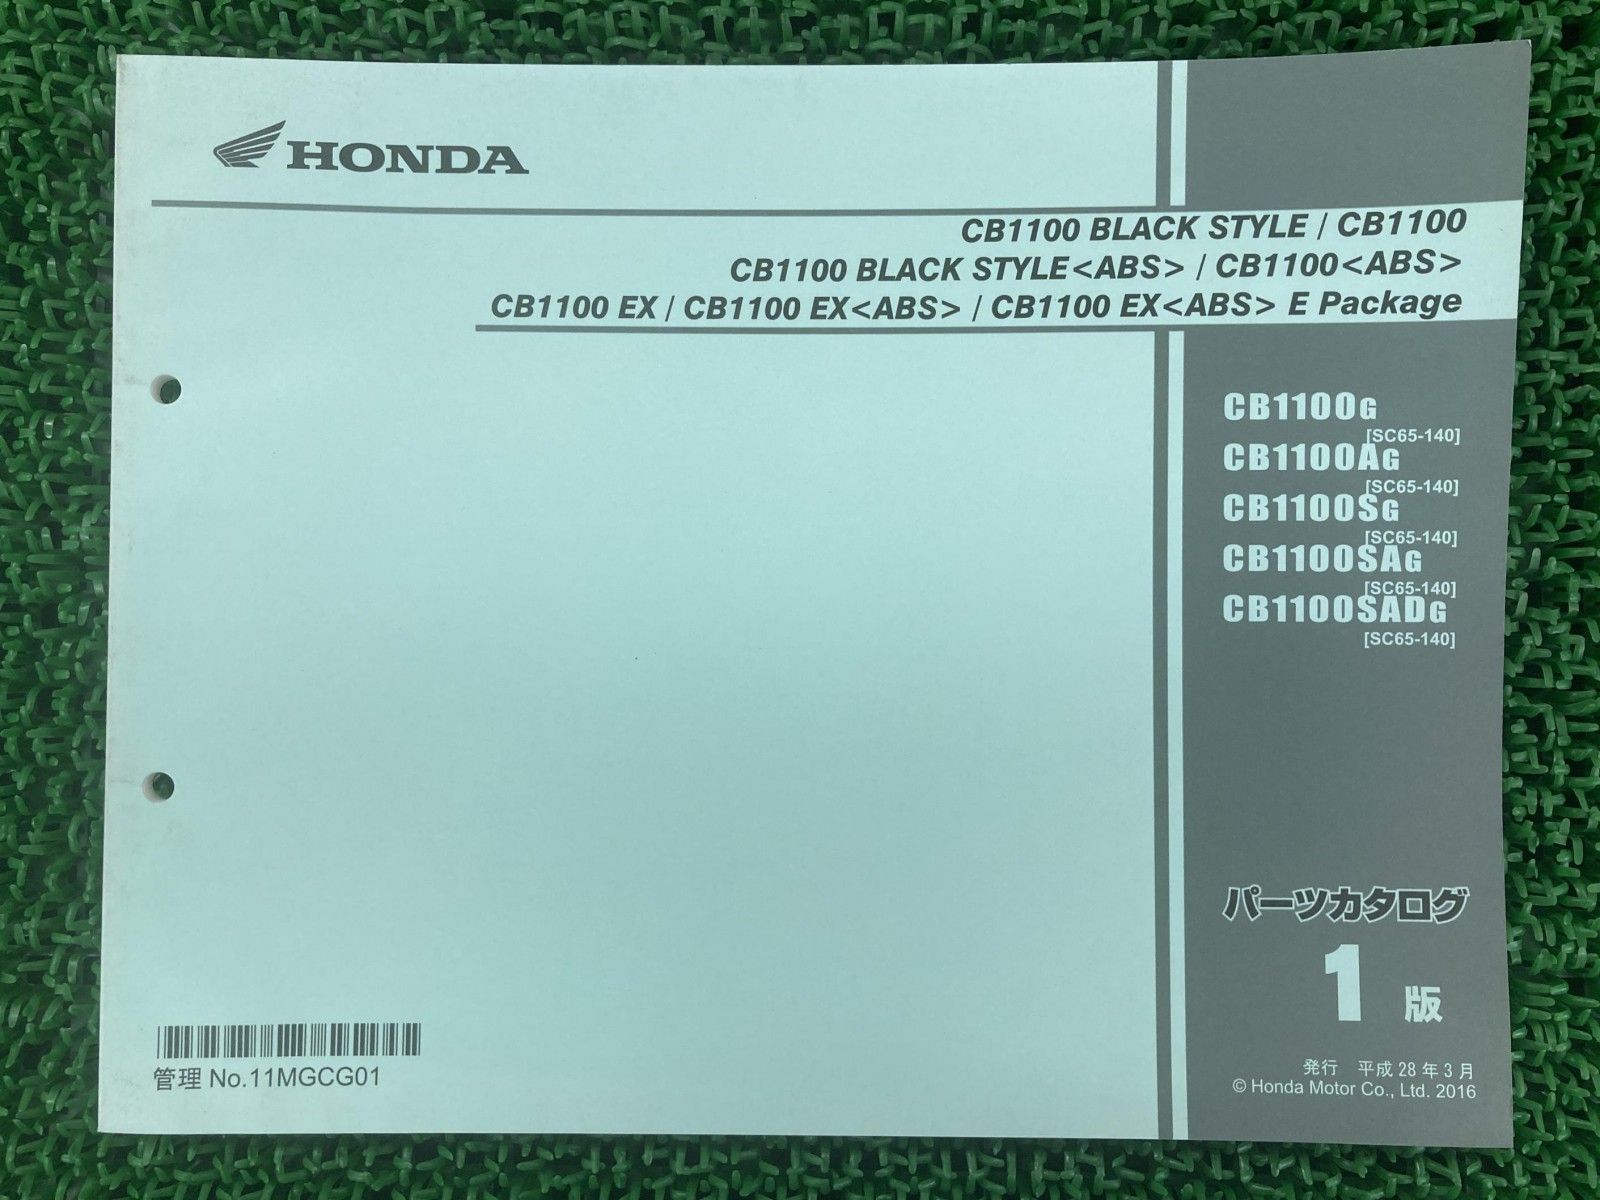 HONDA
CB1100 BLACK STYLE / CB1100
CB1100 BLACK STYLE<ABS> / CB1100<ABS>
CB1100 EX / CB1100 EX<ABS> / CB1100 EX<ABS> E Package
CB1100G
[SC65-140]
CB1100AG
[SC65-140]
CB1100SG
[SC65-140]
CB1100SAG
[SC65-140]
CB1100SADG
[SC65-140]
パーツカタログ
1 版
発行 平成 28 年 3 月
© Honda Motor Co., Ltd. 2016
管理 No.11MGCG01